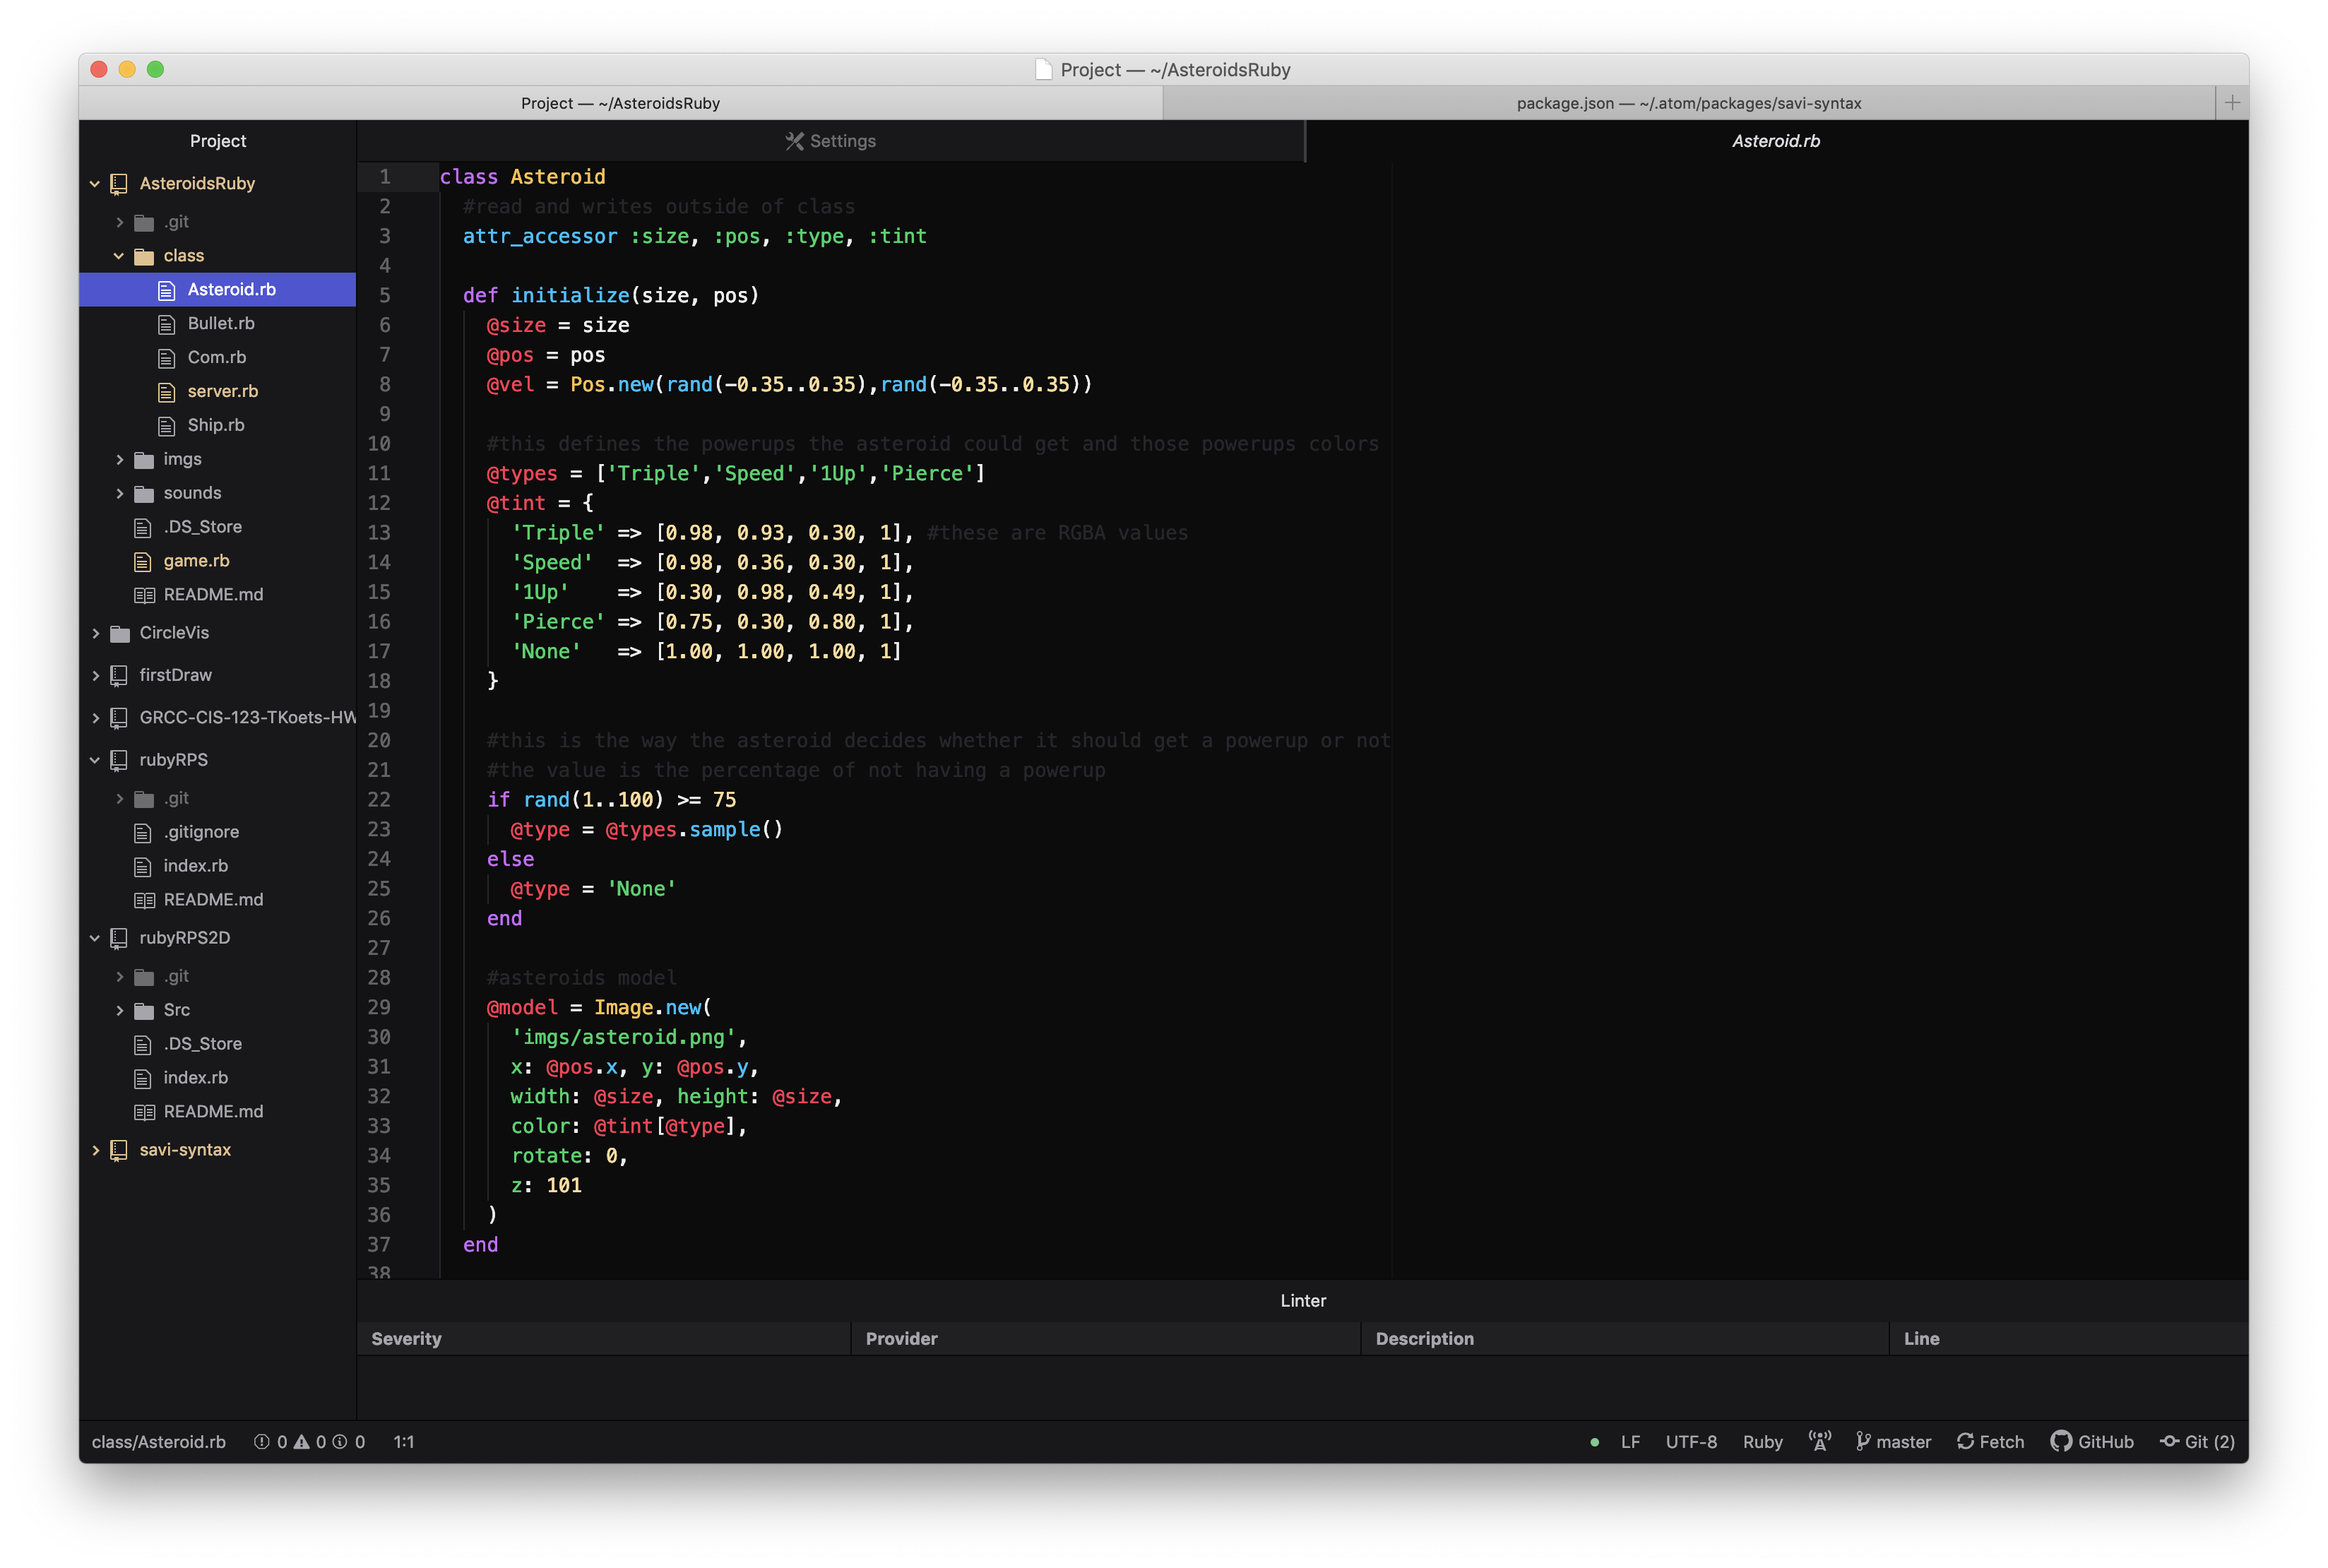 Project — ~/AsteroidsRuby
Project — ~/AsteroidsRuby
package.json — ~/.atom/packages/savi-syntax
Project
Settings
Asteroid.rb
AsteroidsRuby
.git
class
Asteroid.rb
Bullet.rb
Com.rb
server.rb
Ship.rb
imgs
sounds
.DS_Store
game.rb
README.md
CircleVis
firstDraw
GRCC-CIS-123-TKoets-HW
rubyRPS
.git
.gitignore
index.rb
README.md
rubyRPS2D
.git
Src
.DS_Store
index.rb
README.md
savi-syntax
1 class Asteroid
2 #read and writes outside of class
3 attr_accessor :size, :pos, :type, :tint
4
5 def initialize(size, pos)
6 @size = size
7 @pos = pos
8 @vel = Pos.new(rand(-0.35..0.35),rand(-0.35..0.35))
9
10 #this defines the powerups the asteroid could get and those powerups colors
11 @types = ['Triple','Speed','1Up','Pierce']
12 @tint = {
13 'Triple' => [0.98, 0.93, 0.30, 1], #these are RGBA values
14 'Speed'  => [0.98, 0.36, 0.30, 1],
15 '1Up'    => [0.30, 0.98, 0.49, 1],
16 'Pierce' => [0.75, 0.30, 0.80, 1],
17 'None'   => [1.00, 1.00, 1.00, 1]
18 }
19
20 #this is the way the asteroid decides whether it should get a powerup or not
21 #the value is the percentage of not having a powerup
22 if rand(1..100) >= 75
23 @type = @types.sample()
24 else
25 @type = 'None'
26 end
27
28 #asteroids model
29 @model = Image.new(
30 'imgs/asteroid.png',
31 x: @pos.x, y: @pos.y,
32 width: @size, height: @size,
33 color: @tint[@type],
34 rotate: 0,
35 z: 101
36 )
37 end
38
Linter
Severity Provider Description Line
class/Asteroid.rb 0 0 0 1:1 LF UTF-8 Ruby master Fetch GitHub Git (2)